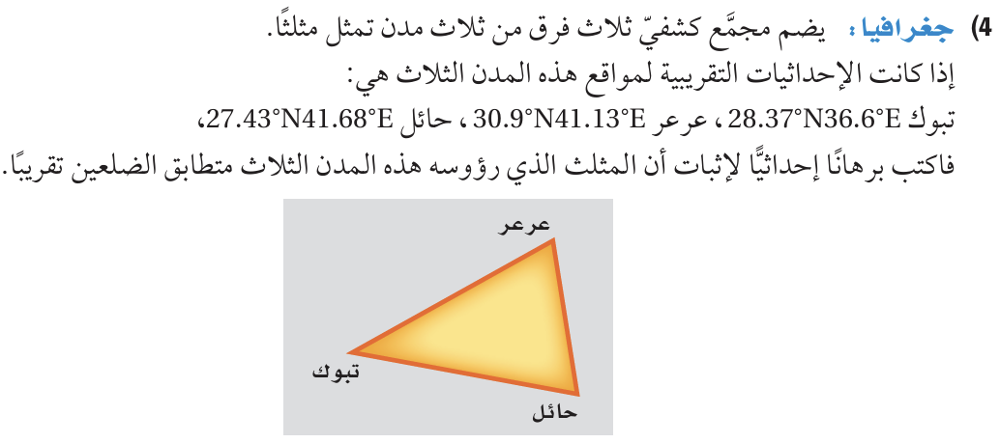 4) جغرافيا: يضم مجمَّع كشفيّ ثلاث فرق من ثلاث مدن تمثل مثلثًا.
إذا كانت الإحداثيات التقريبية لمواقع هذه المدن الثلاث هي:
تبوك 28.37°N36.6°E، عرعر 30.9°N41.13°E، حائل 27.43°N41.68°E،
فاكتب برهانًا إحداثيًّا لإثبات أن المثلث الذي رؤوسه هذه المدن الثلاث متطابق الضلعين تقريبًا.
عرعر
تبوك
حائل